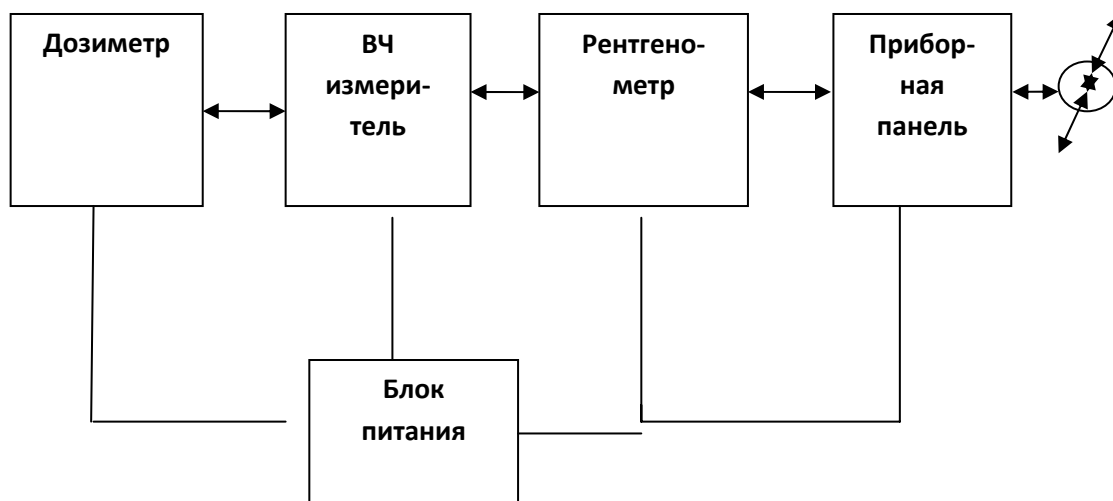 Дозиметр
ВЧ
измери-
тель
Рентгено-
метр
Прибор-
ная
панель
Блок
питания